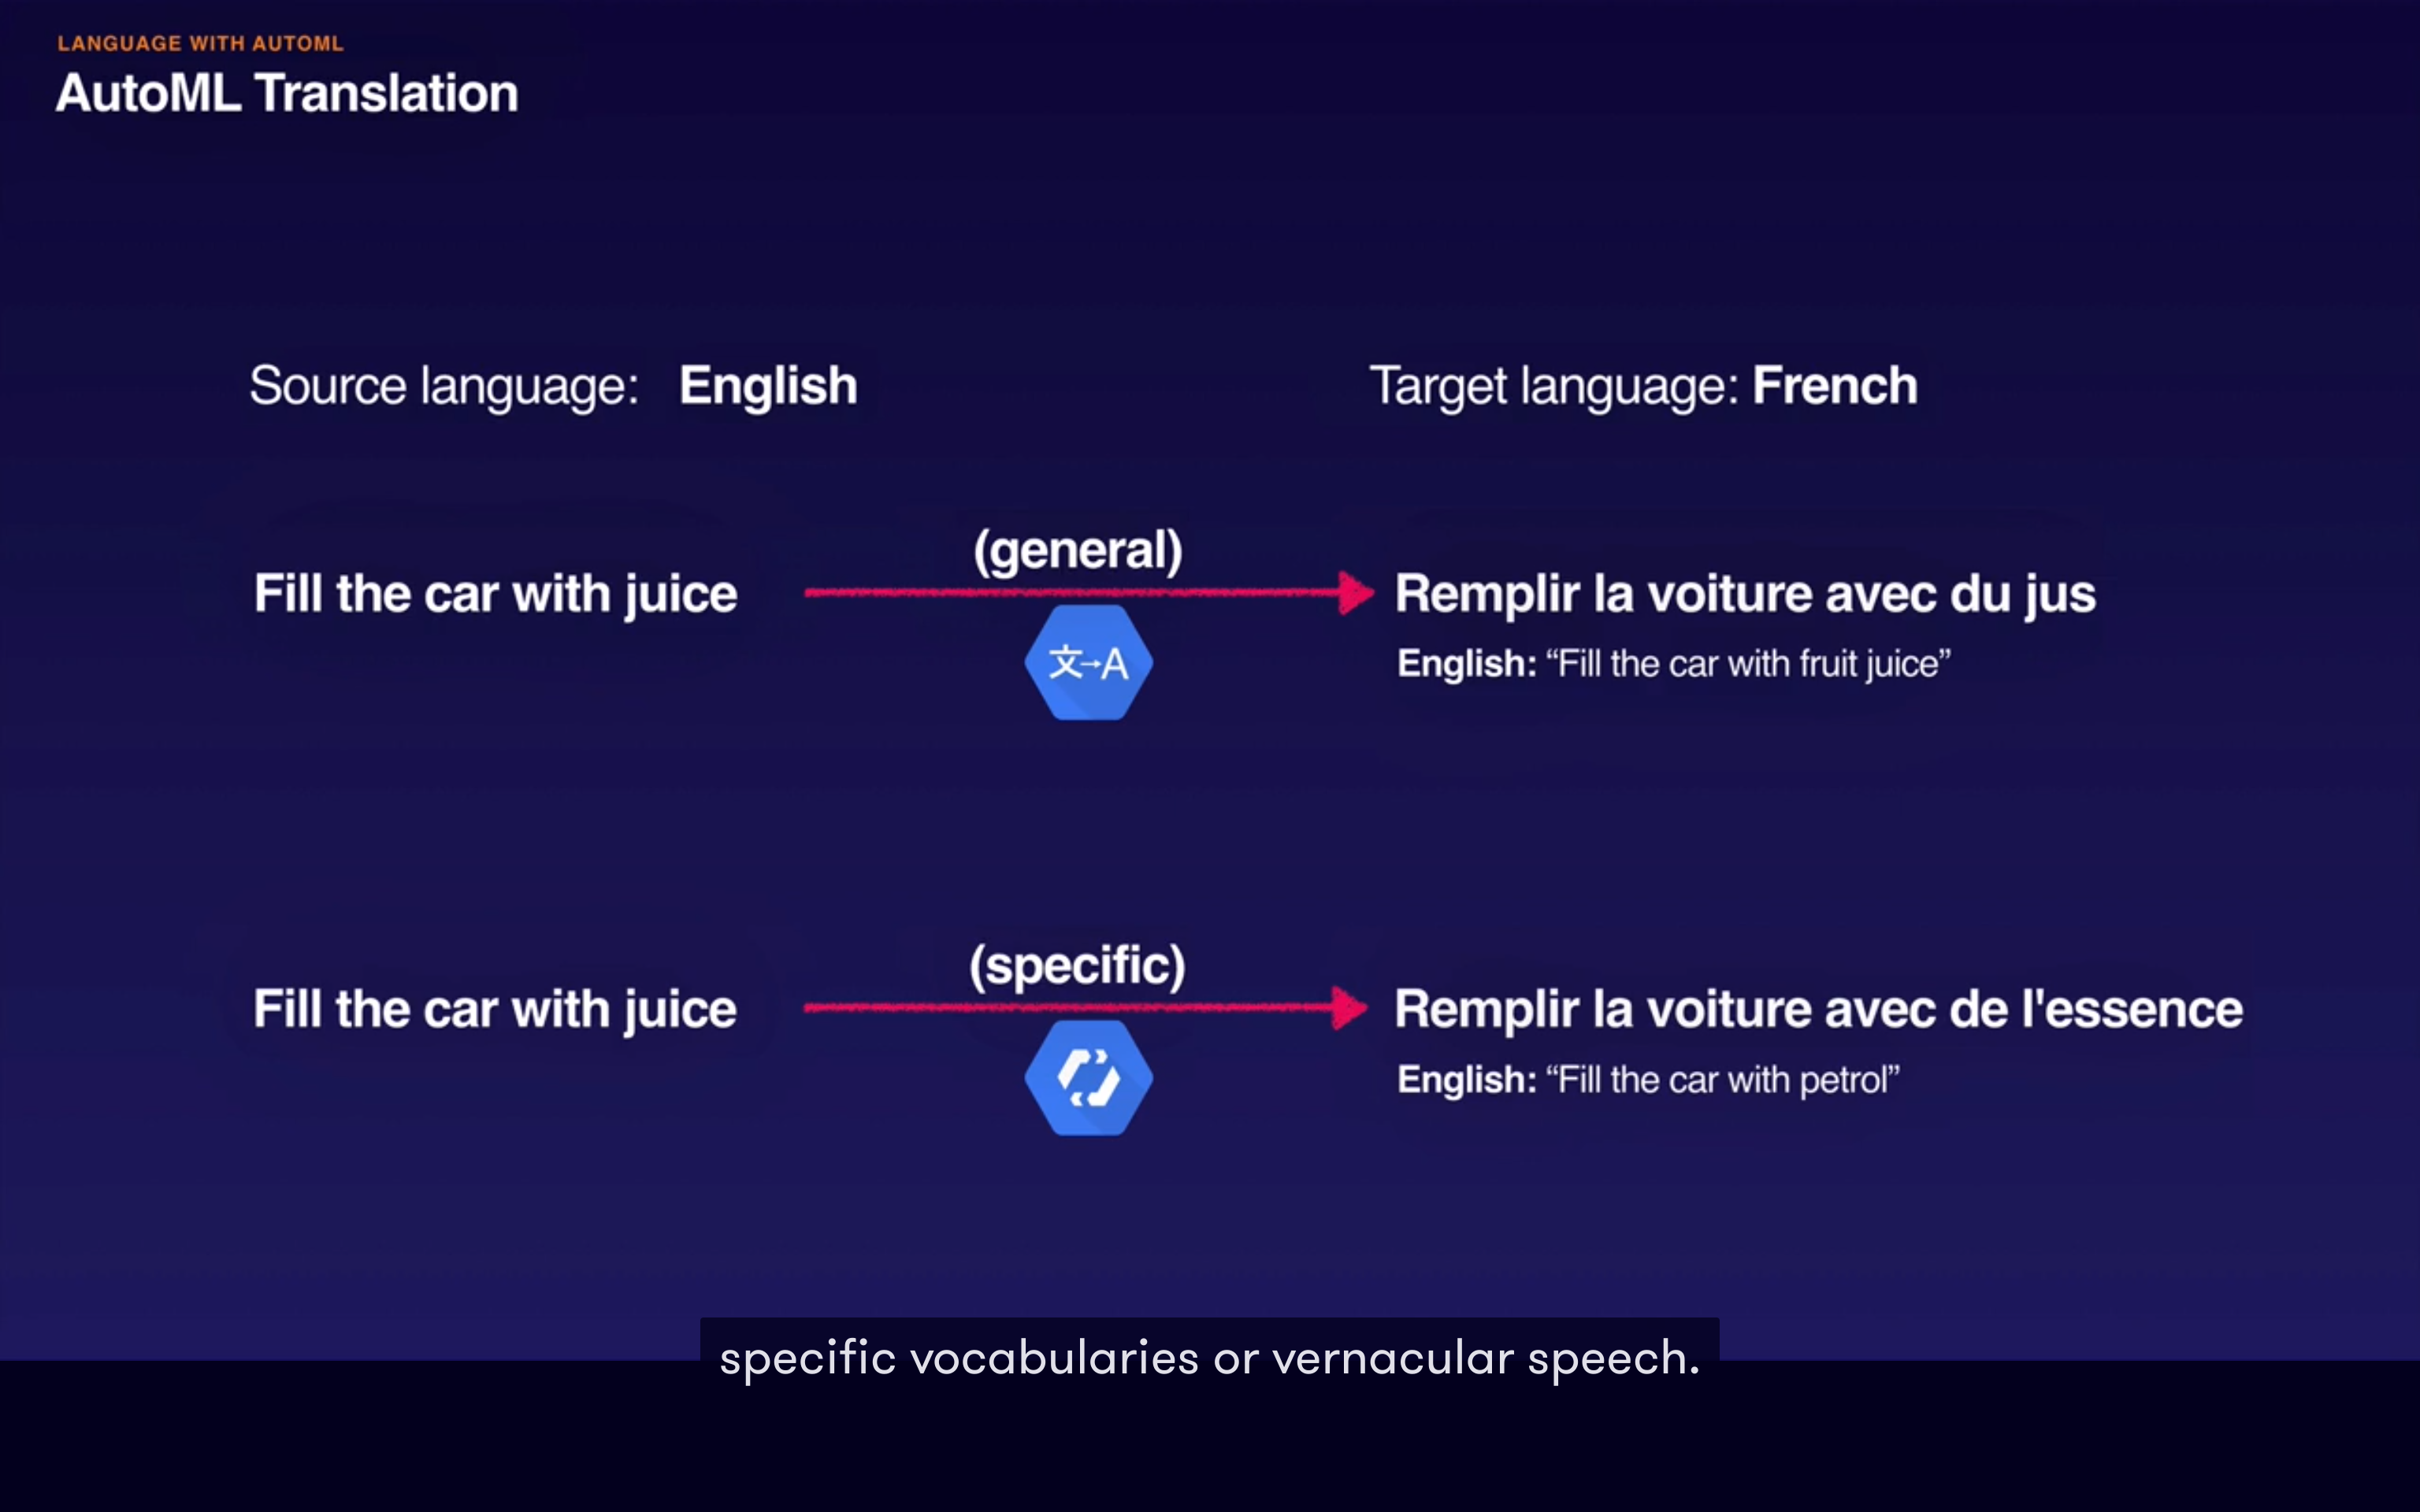 LANGUAGE WITH AUTOML
AutoML Translation
Source language: English
Target language: French
(general)
Fill the car with juice
Remplir la voiture avec du jus
文→A
English: “Fill the car with fruit juice”
(specific)
Fill the car with juice
Remplir la voiture avec de l'essence
English: “Fill the car with petrol”
specific vocabularies or vernacular speech.